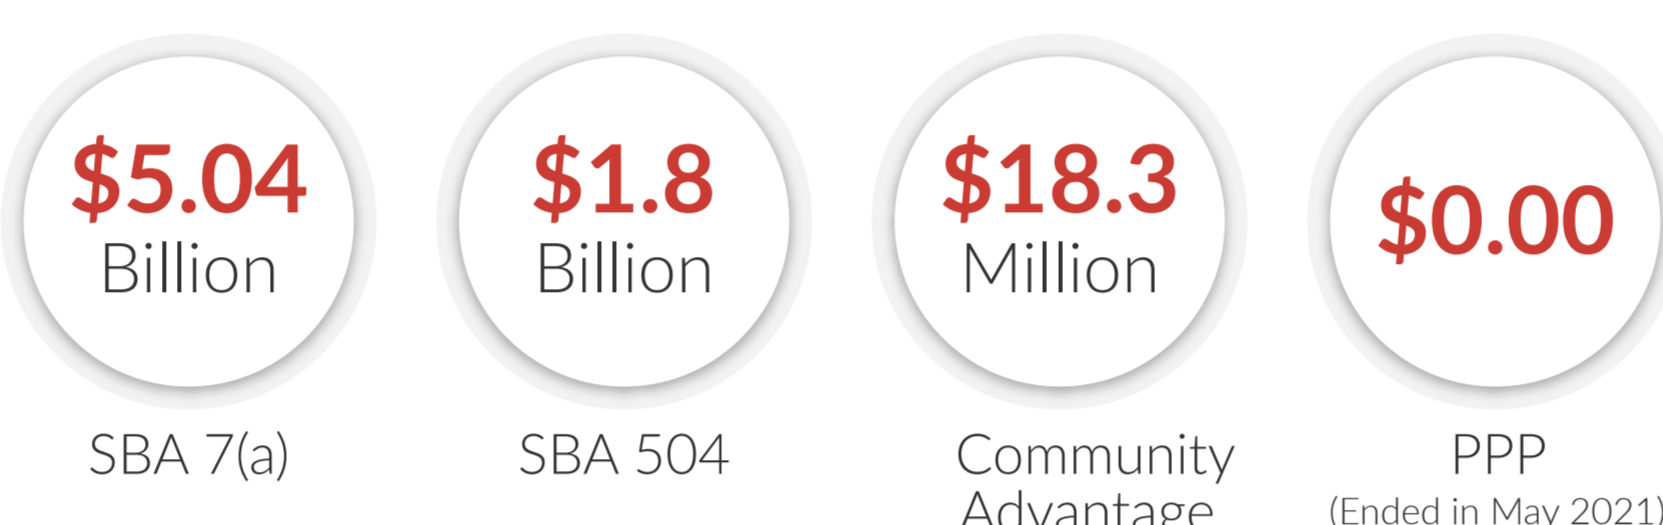 $5.04
Billion
SBA 7(a)
$1.8
Billion
SBA 504
$18.3
Million
Community
Advantage
$0.00
PPP
(Ended in May 2021)